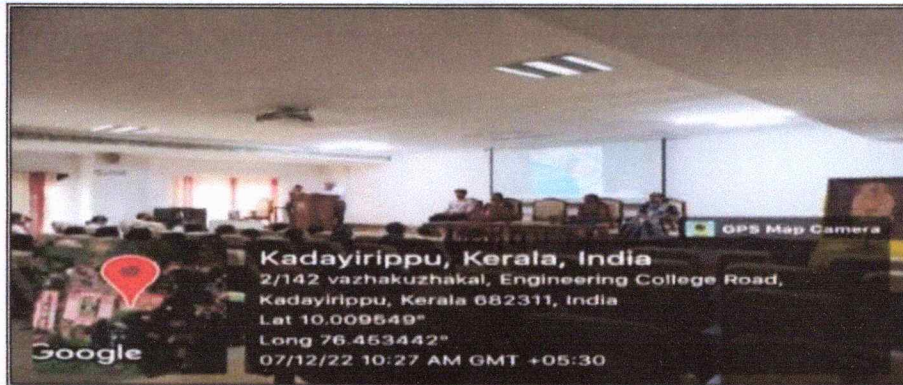 GPS Map Camera
Kadayirippu, Kerala, India
2/142 vazhakuzhakal, Engineering College Road,
Kadayirippu, Kerala 682311, India
Lat 10.009549°
Long 76.453442°
07/12/22 10:27 AM GMT +05:30
Google